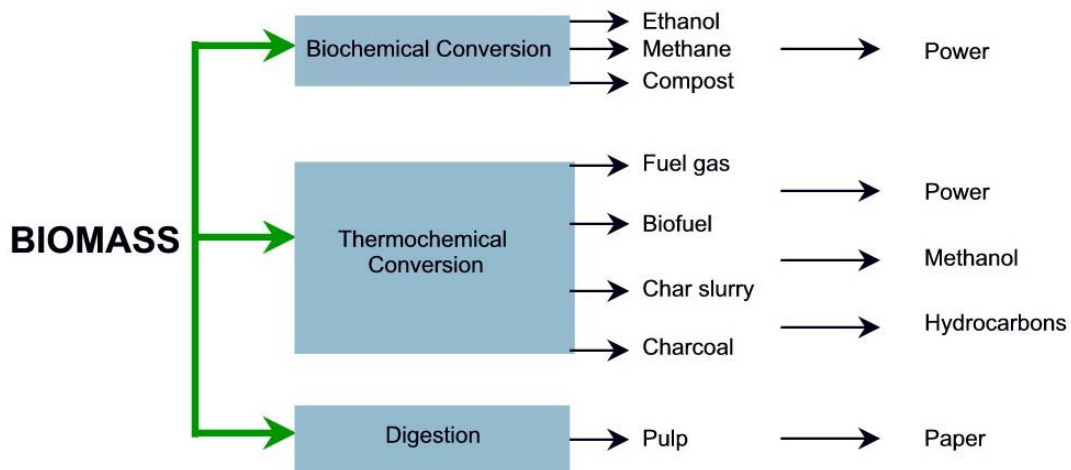 BIOMASS
Biochemical Conversion
Ethanol
Methane
Compost
Power
Thermochemical
Conversion
Fuel gas
Biofuel
Char slurry
Charcoal
Power
Methanol
Hydrocarbons
Digestion
Pulp
Paper